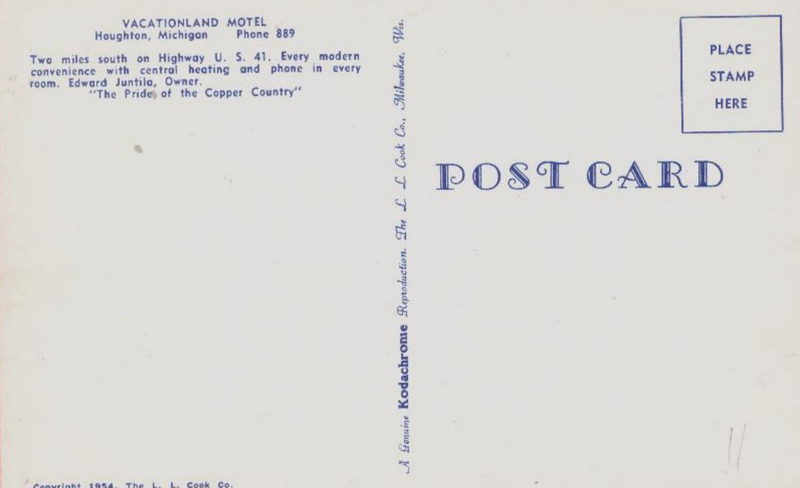 VACATIONLAND MOTEL
Houghton, Michigan Phone 889
Two miles south on Highway U. S. 41. Every modern
convenience with central heating and phone in every
room. Edward Juntila, Owner.
"The Pride of the Copper Country"
Copyright 1954, The L. L. Cook Co.
A Genuine Kodachrome Reproduction. The L L Cook Co., Milwaukee, Wis.
PLACE
STAMP
HERE
POST CARD